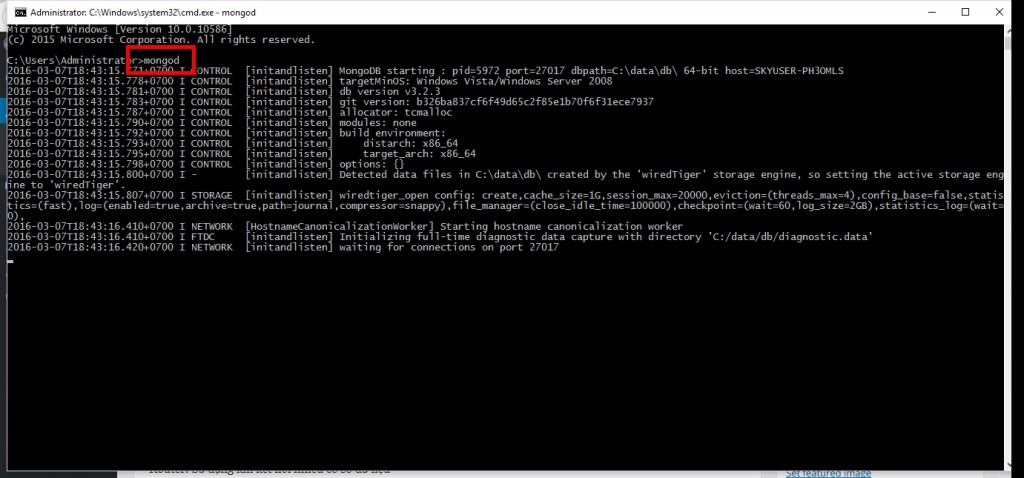 Administrator: C:\Windows\system32\cmd.exe - mongod
Microsoft Windows [Version 10.0.10586]
(c) 2015 Microsoft Corporation. All rights reserved.
C:\Users\Administrator>mongod
2016-03-07T18:43:15.771+0700 I CONTROL  [initandlisten] MongoDB starting : pid=5972 port=27017 dbpath=C:\data\db\ 64-bit host=SKYUSER-PH3OMLS
2016-03-07T18:43:15.778+0700 I CONTROL  [initandlisten] targetMinOS: Windows Vista/Windows Server 2008
2016-03-07T18:43:15.781+0700 I CONTROL  [initandlisten] db version v3.2.3
2016-03-07T18:43:15.783+0700 I CONTROL  [initandlisten] git version: b326ba837cf6f49d65c2f85e1b70f6f31ece7937
2016-03-07T18:43:15.787+0700 I CONTROL  [initandlisten] allocator: tcmalloc
2016-03-07T18:43:15.790+0700 I CONTROL  [initandlisten] modules: none
2016-03-07T18:43:15.792+0700 I CONTROL  [initandlisten] build environment:
2016-03-07T18:43:15.793+0700 I CONTROL  [initandlisten]     distarch: x86_64
2016-03-07T18:43:15.795+0700 I CONTROL  [initandlisten]     target_arch: x86_64
2016-03-07T18:43:15.798+0700 I CONTROL  [initandlisten] options: {}
2016-03-07T18:43:15.800+0700 I -        [initandlisten] Detected data files in C:\data\db\ created by the 'wiredTiger' storage engine, so setting the active storage eng
ine to 'wiredTiger'.
2016-03-07T18:43:15.807+0700 I STORAGE  [initandlisten] wiredtiger_open config: create,cache_size=1G,session_max=20000,eviction=(threads_max=4),config_base=false,statis
tics=(fast),log=(enabled=true,archive=true,path=journal,compressor=snappy),file_manager=(close_idle_time=100000),checkpoint=(wait=60,log_size=2GB),statistics_log=(wait=
0),
2016-03-07T18:43:16.410+0700 I NETWORK  [HostnameCanonicalizationWorker] Starting hostname canonicalization worker
2016-03-07T18:43:16.410+0700 I FTDC     [initandlisten] Initializing full-time diagnostic data capture with directory 'C:/data/db/diagnostic.data'
2016-03-07T18:43:16.420+0700 I NETWORK  [initandlisten] waiting for connections on port 27017
Set featured image